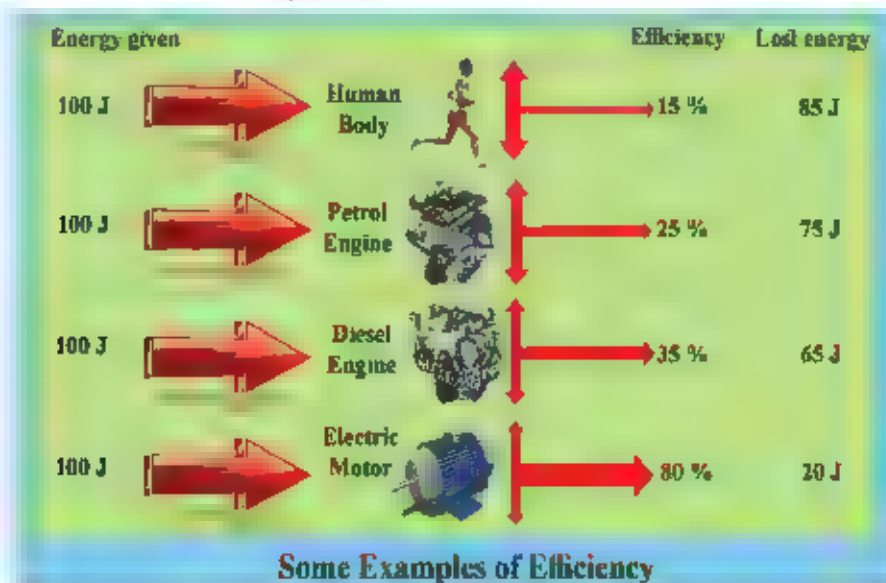 Energy given Efficiency Lost energy
100 J Human Body 15 % 85 J
100 J Petrol Engine 25 % 75 J
100 J Diesel Engine 35 % 65 J
100 J Electric Motor 80 % 20 J
Some Examples of Efficiency